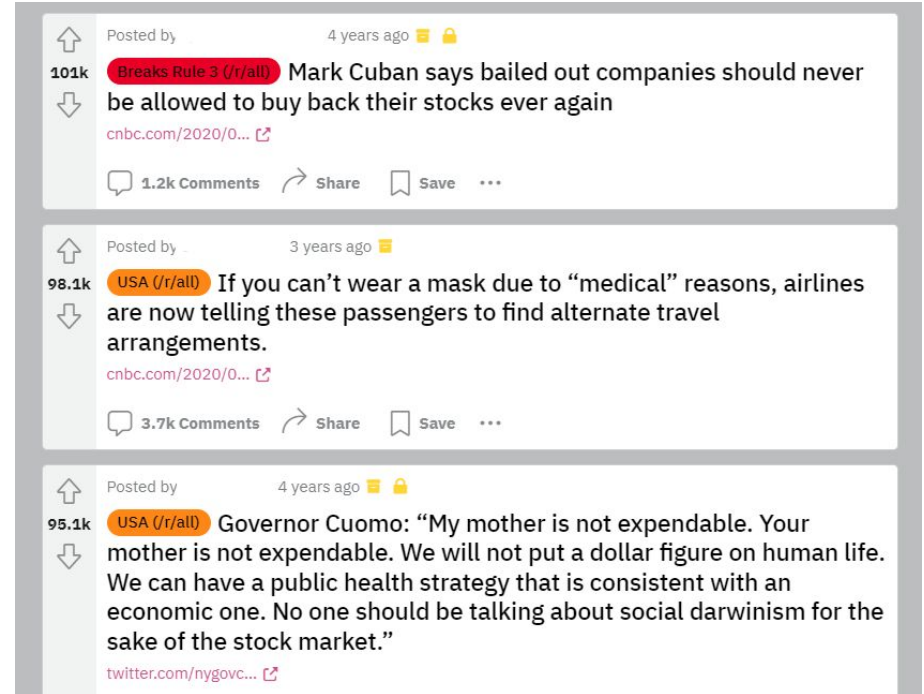 Posted by 4 years ago
101k
Breaks Rule 3 (/r/all) Mark Cuban says bailed out companies should never
be allowed to buy back their stocks ever again
cnbc.com/2020/0...
1.2k Comments Share Save ...
Posted by 3 years ago
98.1k
USA (/r/all) If you can’t wear a mask due to “medical” reasons, airlines
are now telling these passengers to find alternate travel
arrangements.
cnbc.com/2020/0...
3.7k Comments Share Save ...
Posted by 4 years ago
95.1k
USA (/r/all) Governor Cuomo: “My mother is not expendable. Your
mother is not expendable. We will not put a dollar figure on human life.
We can have a public health strategy that is consistent with an
economic one. No one should be talking about social darwinism for the
sake of the stock market.”
twitter.com/nygovc...